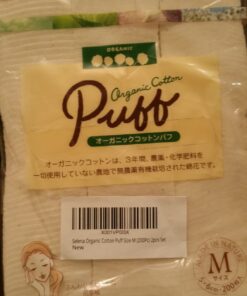 ORGANIC
Organic Cotton
Puff
オーガニックコットンパフ
オーガニックコットンは、3年間、農薬・化学肥料を
一切使用していない農地で無農薬有機栽培された綿花です。
Selena Organic Cotton Puff Size M (200Pc) 2pcs Set
New
MADE IN NATURE
M
サイズ